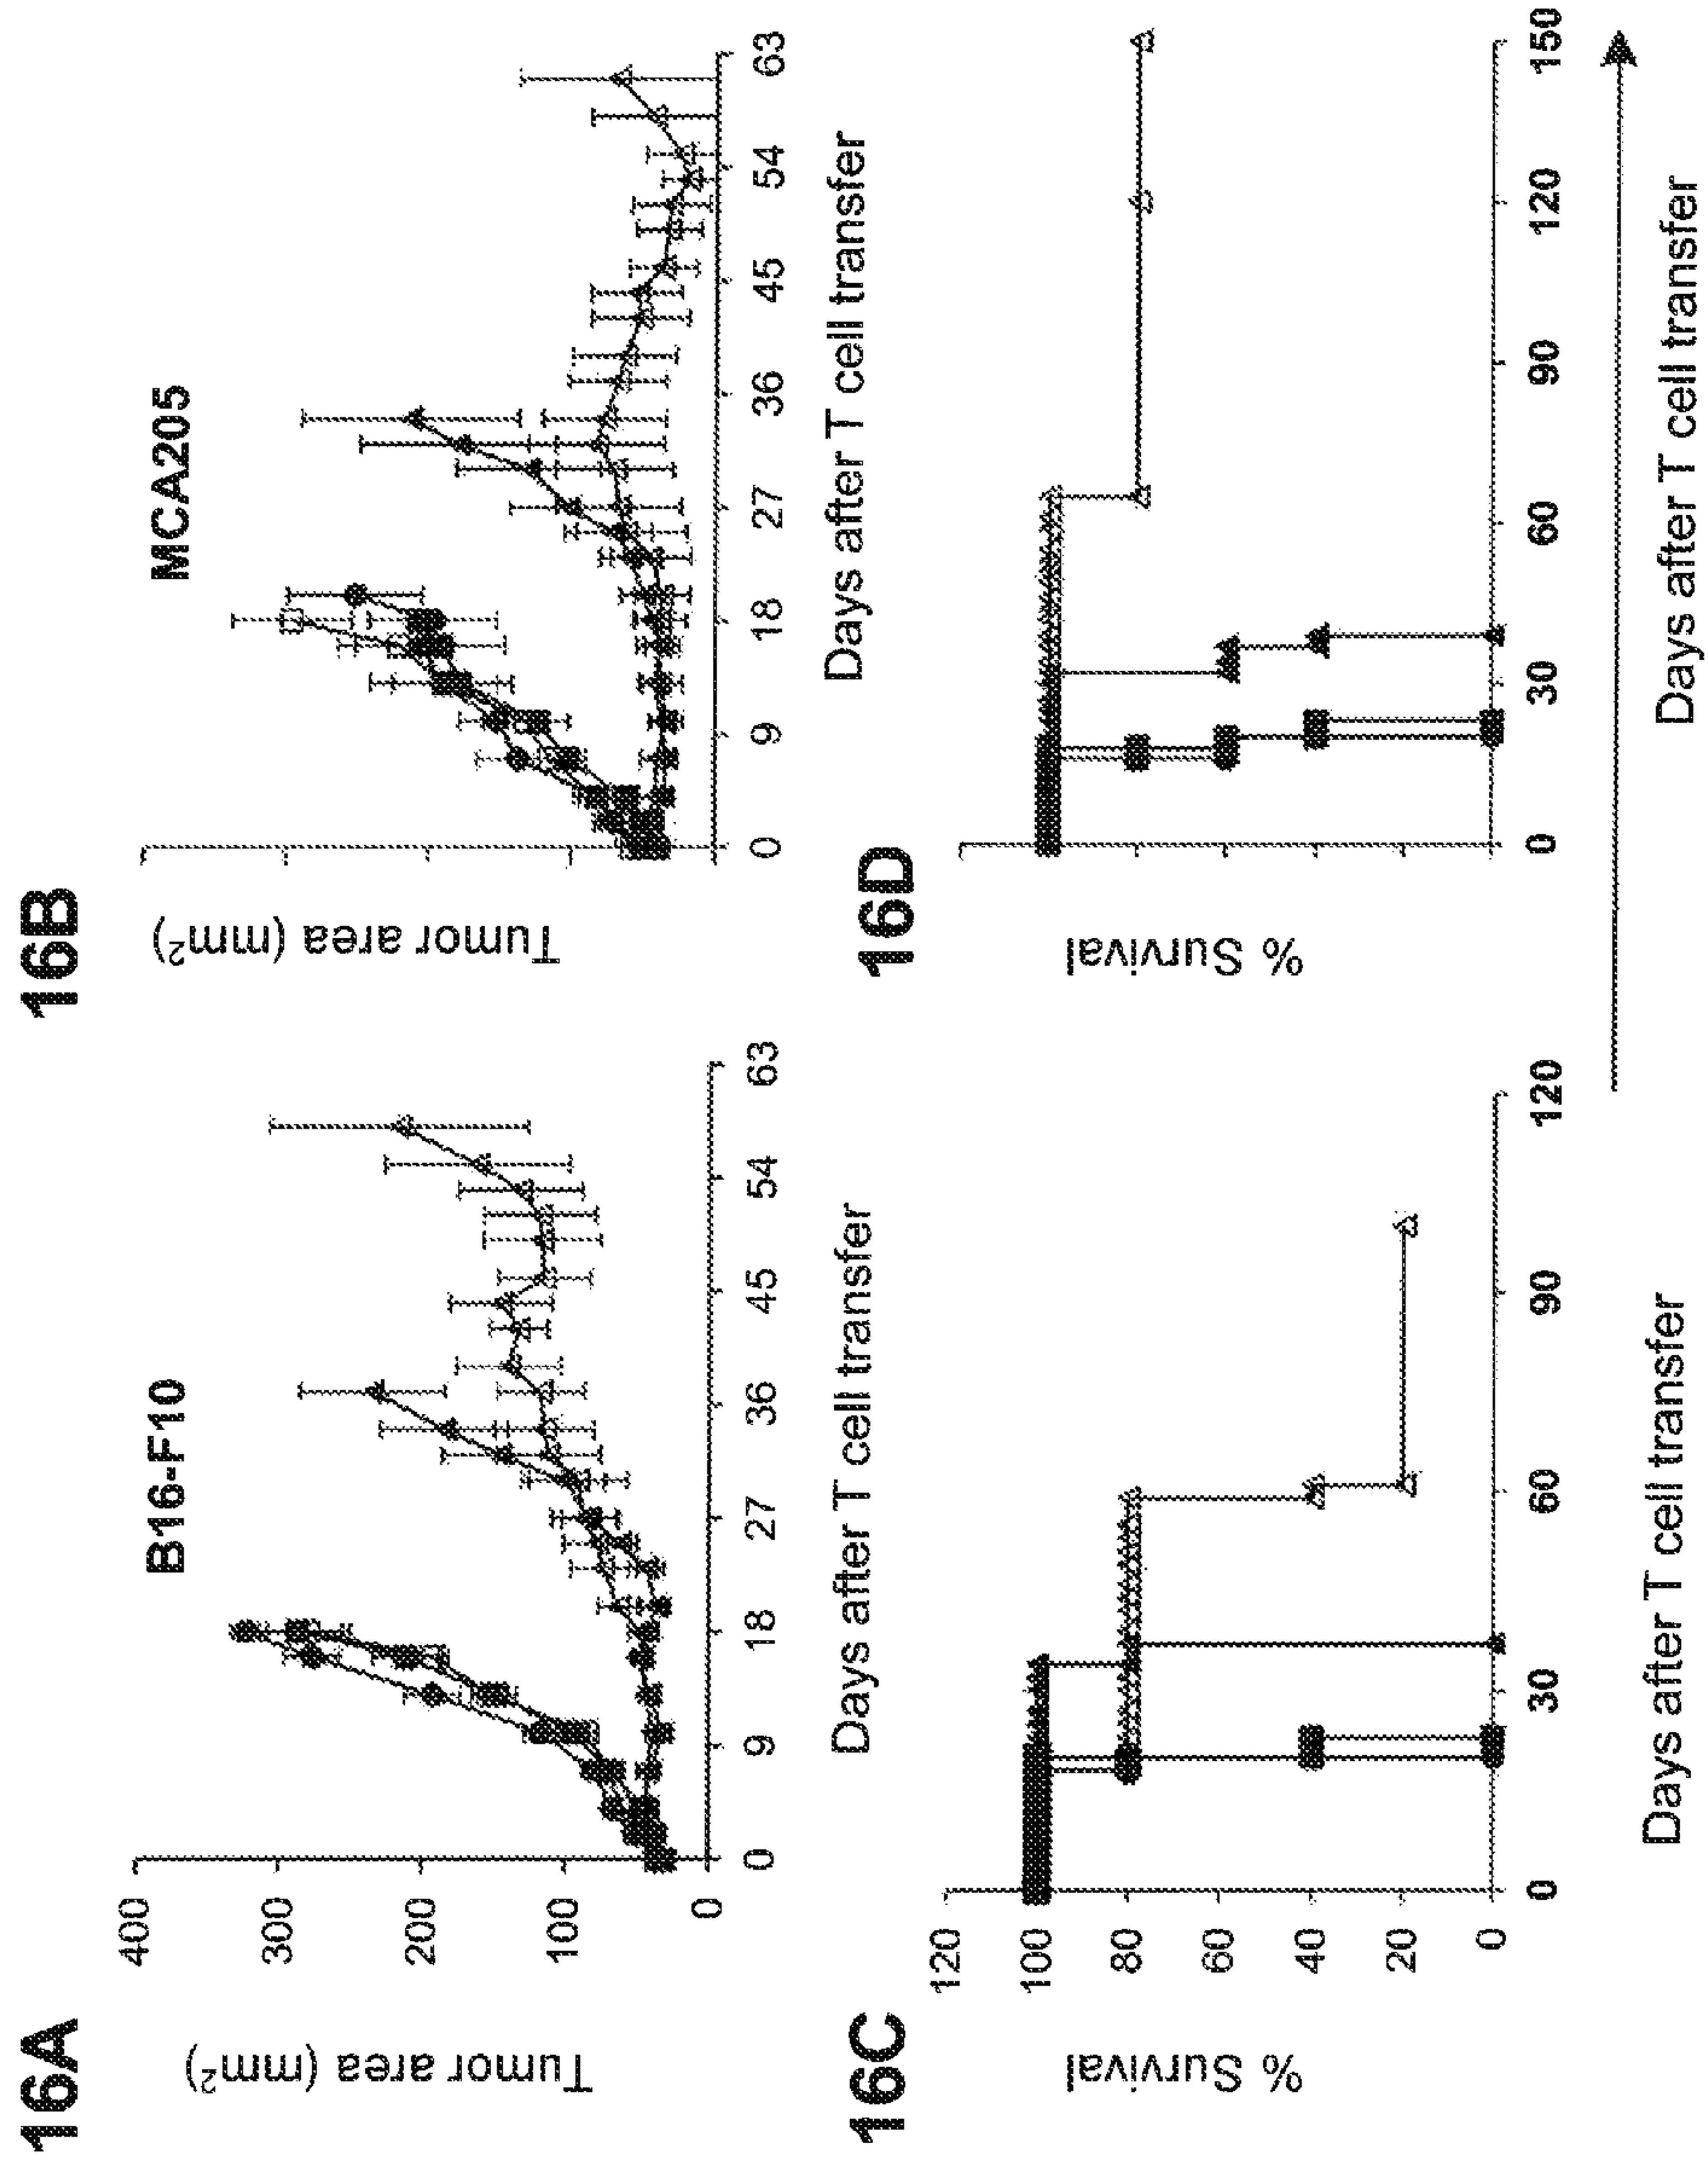 16A
B16-F10
Tumor area (mm²)
400
300
200
100
0
0 9 18 27 36 45 54 63
Days after T cell transfer
16B
MCA205
Tumor area (mm²)
0 9 18 27 36 45 54 63
Days after T cell transfer
16C
% Survival
120
100
80
60
40
20
0
0 30 60 90 120
Days after T cell transfer
16D
% Survival
0 30 60 90 120 150
Days after T cell transfer